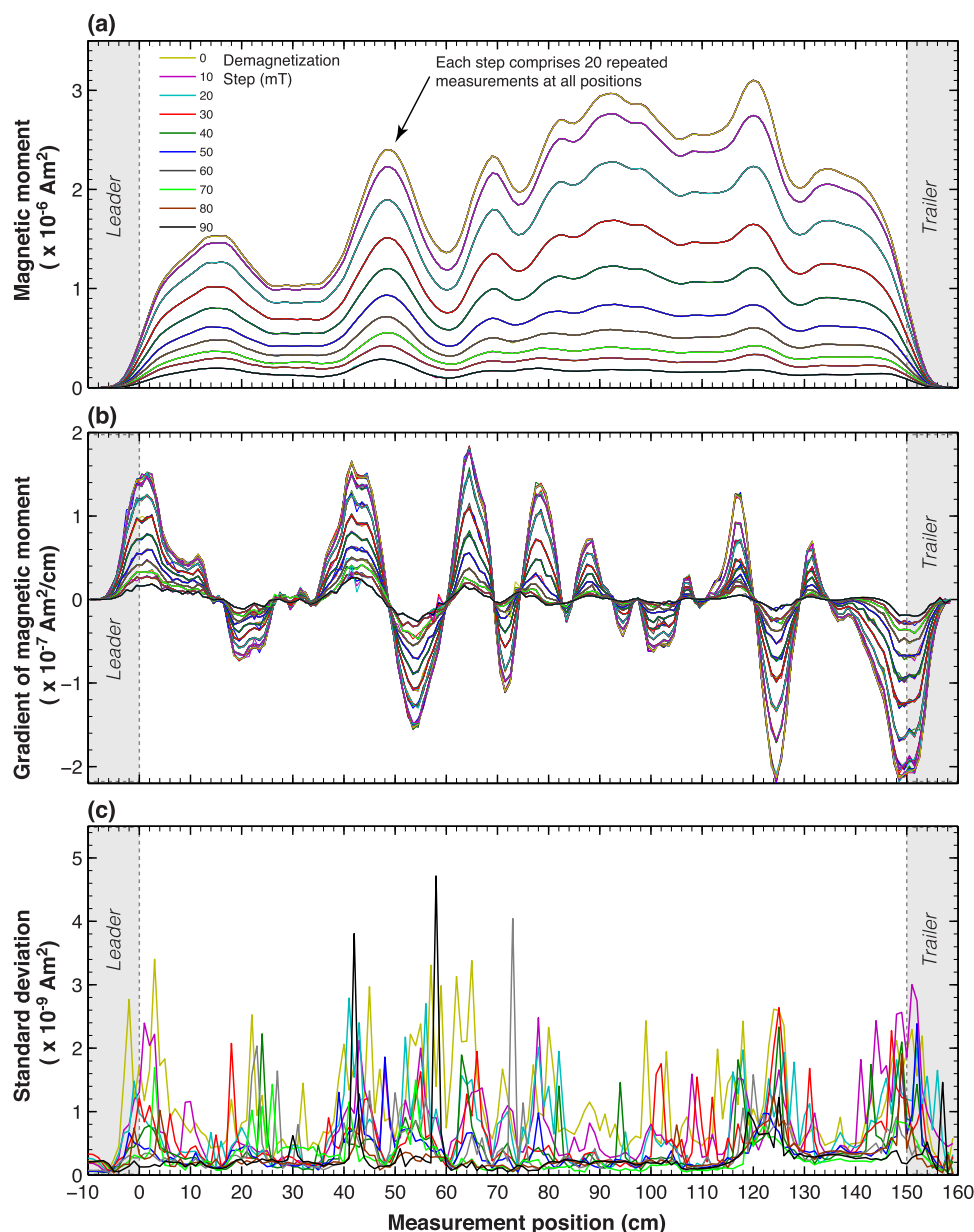 (a)
Magnetic moment
( x 10-6 Am2)
3
2
1
0
Leader
0 Demagnetization
10 Step (mT)
20
30
40
50
60
70
80
90
Each step comprises 20 repeated
measurements at all positions
Trailer
(b)
Gradient of magnetic moment
( x 10-7 Am2/cm)
2
1
0
−1
−2
Leader
Trailer
(c)
Standard deviation
( x 10-9 Am2)
5
4
3
2
1
0
Leader
Trailer
−10 0 10 20 30 40 50 60 70 80 90 100 110 120 130 140 150 160
Measurement position (cm)